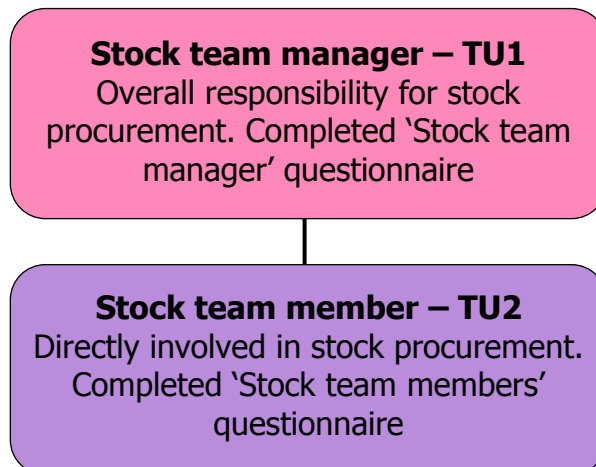 Stock team manager – TU1
Overall responsibility for stock
procurement. Completed ‘Stock team
manager’ questionnaire
Stock team member – TU2
Directly involved in stock procurement.
Completed ‘Stock team members’
questionnaire